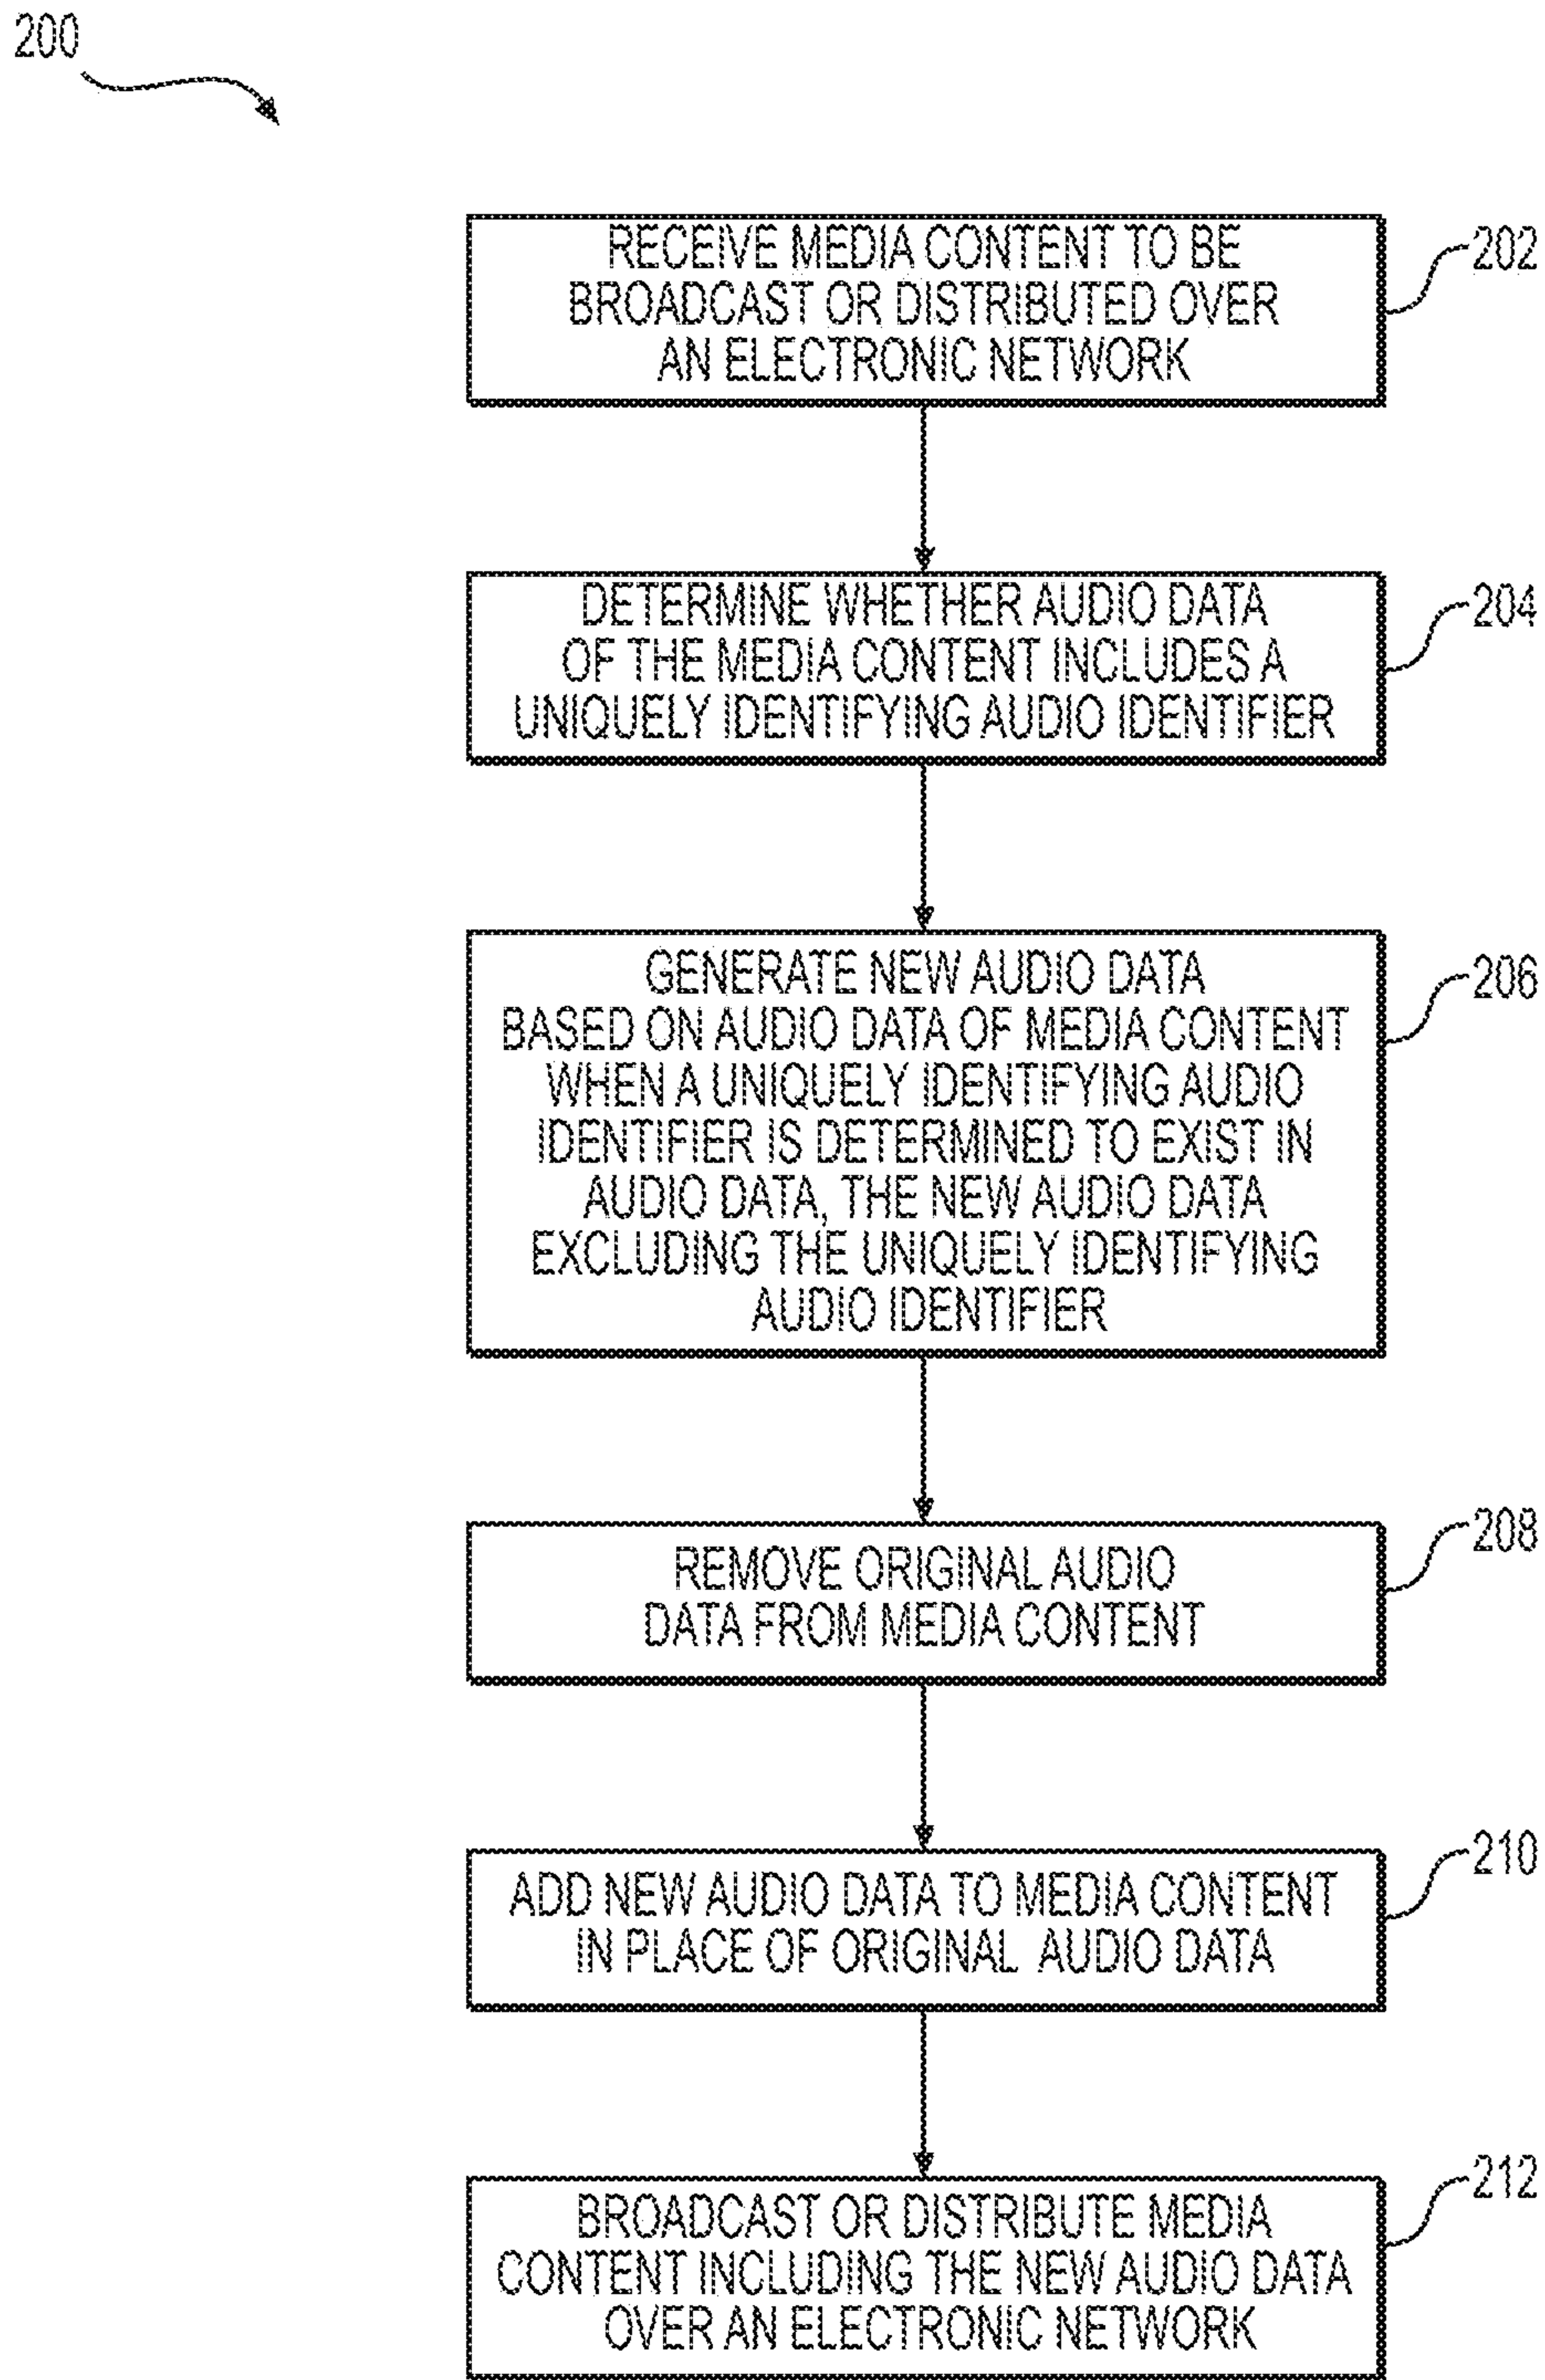 200
RECEIVE MEDIA CONTENT TO BE
BROADCAST OR DISTRIBUTED OVER
AN ELECTRONIC NETWORK
202
DETERMINE WHETHER AUDIO DATA
OF THE MEDIA CONTENT INCLUDES A
UNIQUELY IDENTIFYING AUDIO IDENTIFIER
204
GENERATE NEW AUDIO DATA
BASED ON AUDIO DATA OF MEDIA CONTENT
WHEN A UNIQUELY IDENTIFYING AUDIO
IDENTIFIER IS DETERMINED TO EXIST IN
AUDIO DATA, THE NEW AUDIO DATA
EXCLUDING THE UNIQUELY IDENTIFYING
AUDIO IDENTIFIER
206
REMOVE ORIGINAL AUDIO
DATA FROM MEDIA CONTENT
208
ADD NEW AUDIO DATA TO MEDIA CONTENT
IN PLACE OF ORIGINAL AUDIO DATA
210
BROADCAST OR DISTRIBUTE MEDIA
CONTENT INCLUDING THE NEW AUDIO DATA
OVER AN ELECTRONIC NETWORK
212